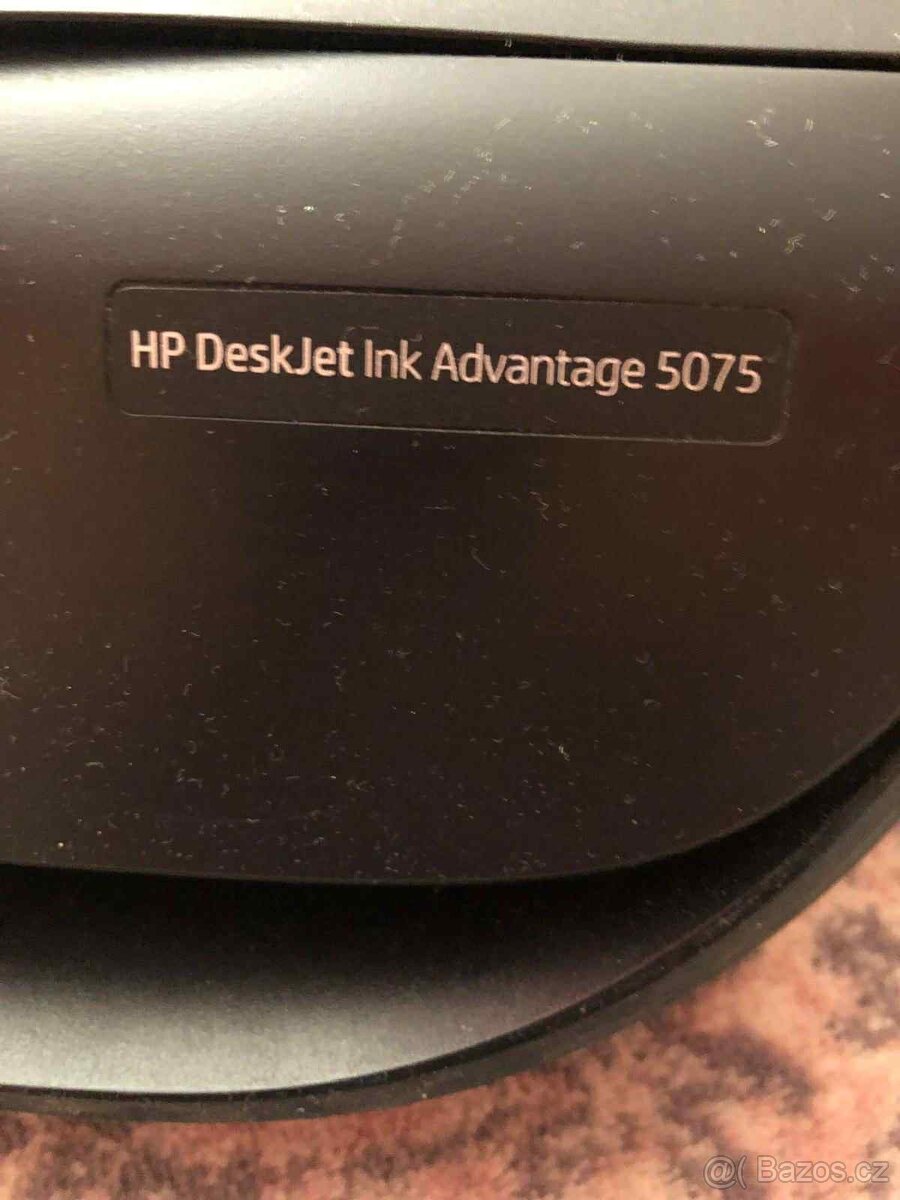 HP DeskJet Ink Advantage 5075
@( Bazos.cz